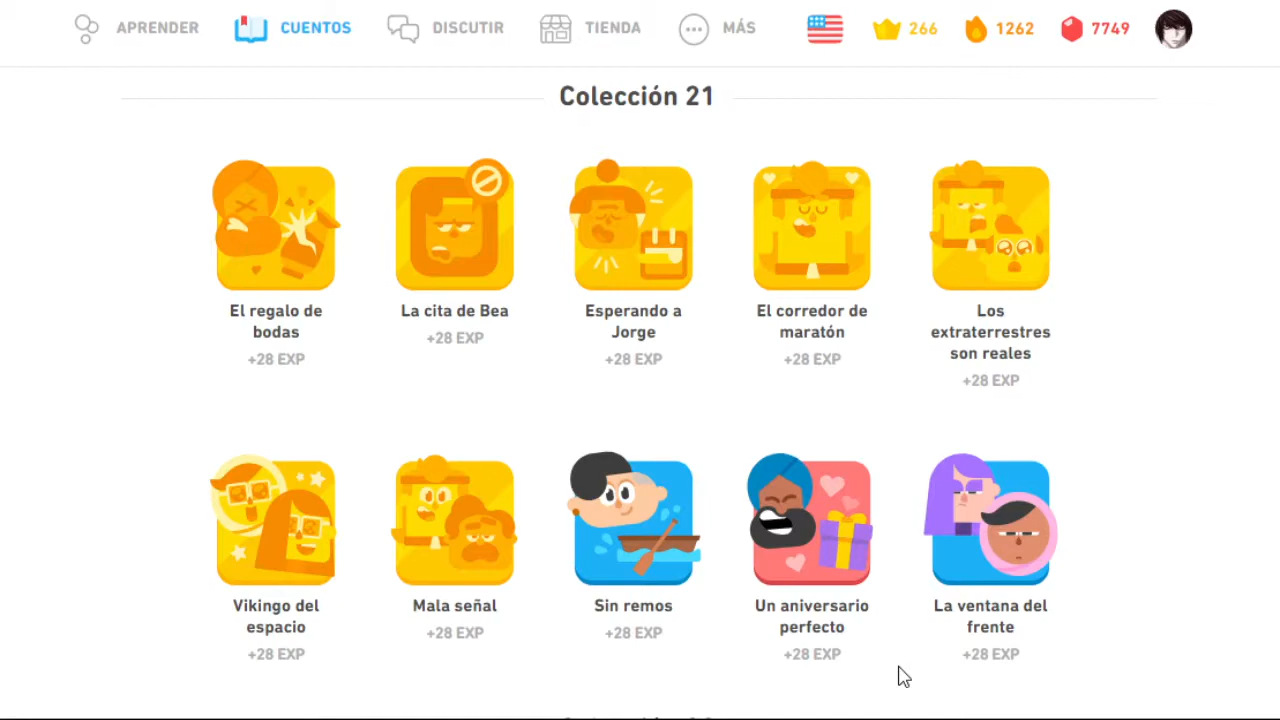 APRENDER CUENTOS DISCUTIR TIENDA MÁS 266 1262 7749
Colección 21
El regalo de bodas
+28 EXP
La cita de Bea
+28 EXP
Esperando a Jorge
+28 EXP
El corredor de maratón
+28 EXP
Los extraterrestres son reales
+28 EXP
Vikingo del espacio
+28 EXP
Mala señal
+28 EXP
Sin remos
+28 EXP
Un aniversario perfecto
+28 EXP
La ventana del frente
+28 EXP